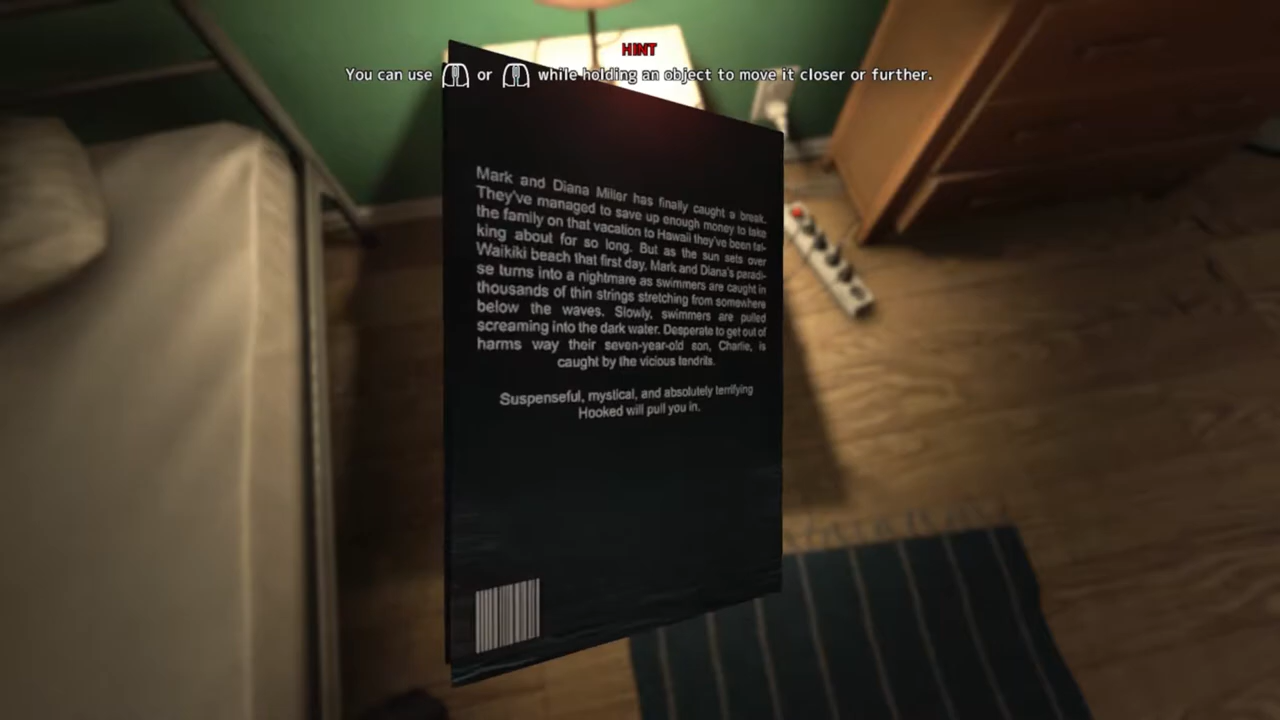 HINT
You can use or while holding an object to move it closer or further.
Mark and Diana Miller has finally caught a break.
They've managed to save up enough money to take
the family on that vacation to Hawaii they've been tal-
king about for so long. But as the sun sets over
Waikiki beach that first day, Mark and Diana's paradi-
se turns into a nightmare as swimmers are caught in
thousands of thin strings stretching from somewhere
below the waves. Slowly, swimmers are pulled
screaming into the dark water. Desperate to get out of
harms way their seven-year-old son, Charlie, is
caught by the vicious tendrils.
Suspenseful, mystical, and absolutely terrifying
Hooked will pull you in.